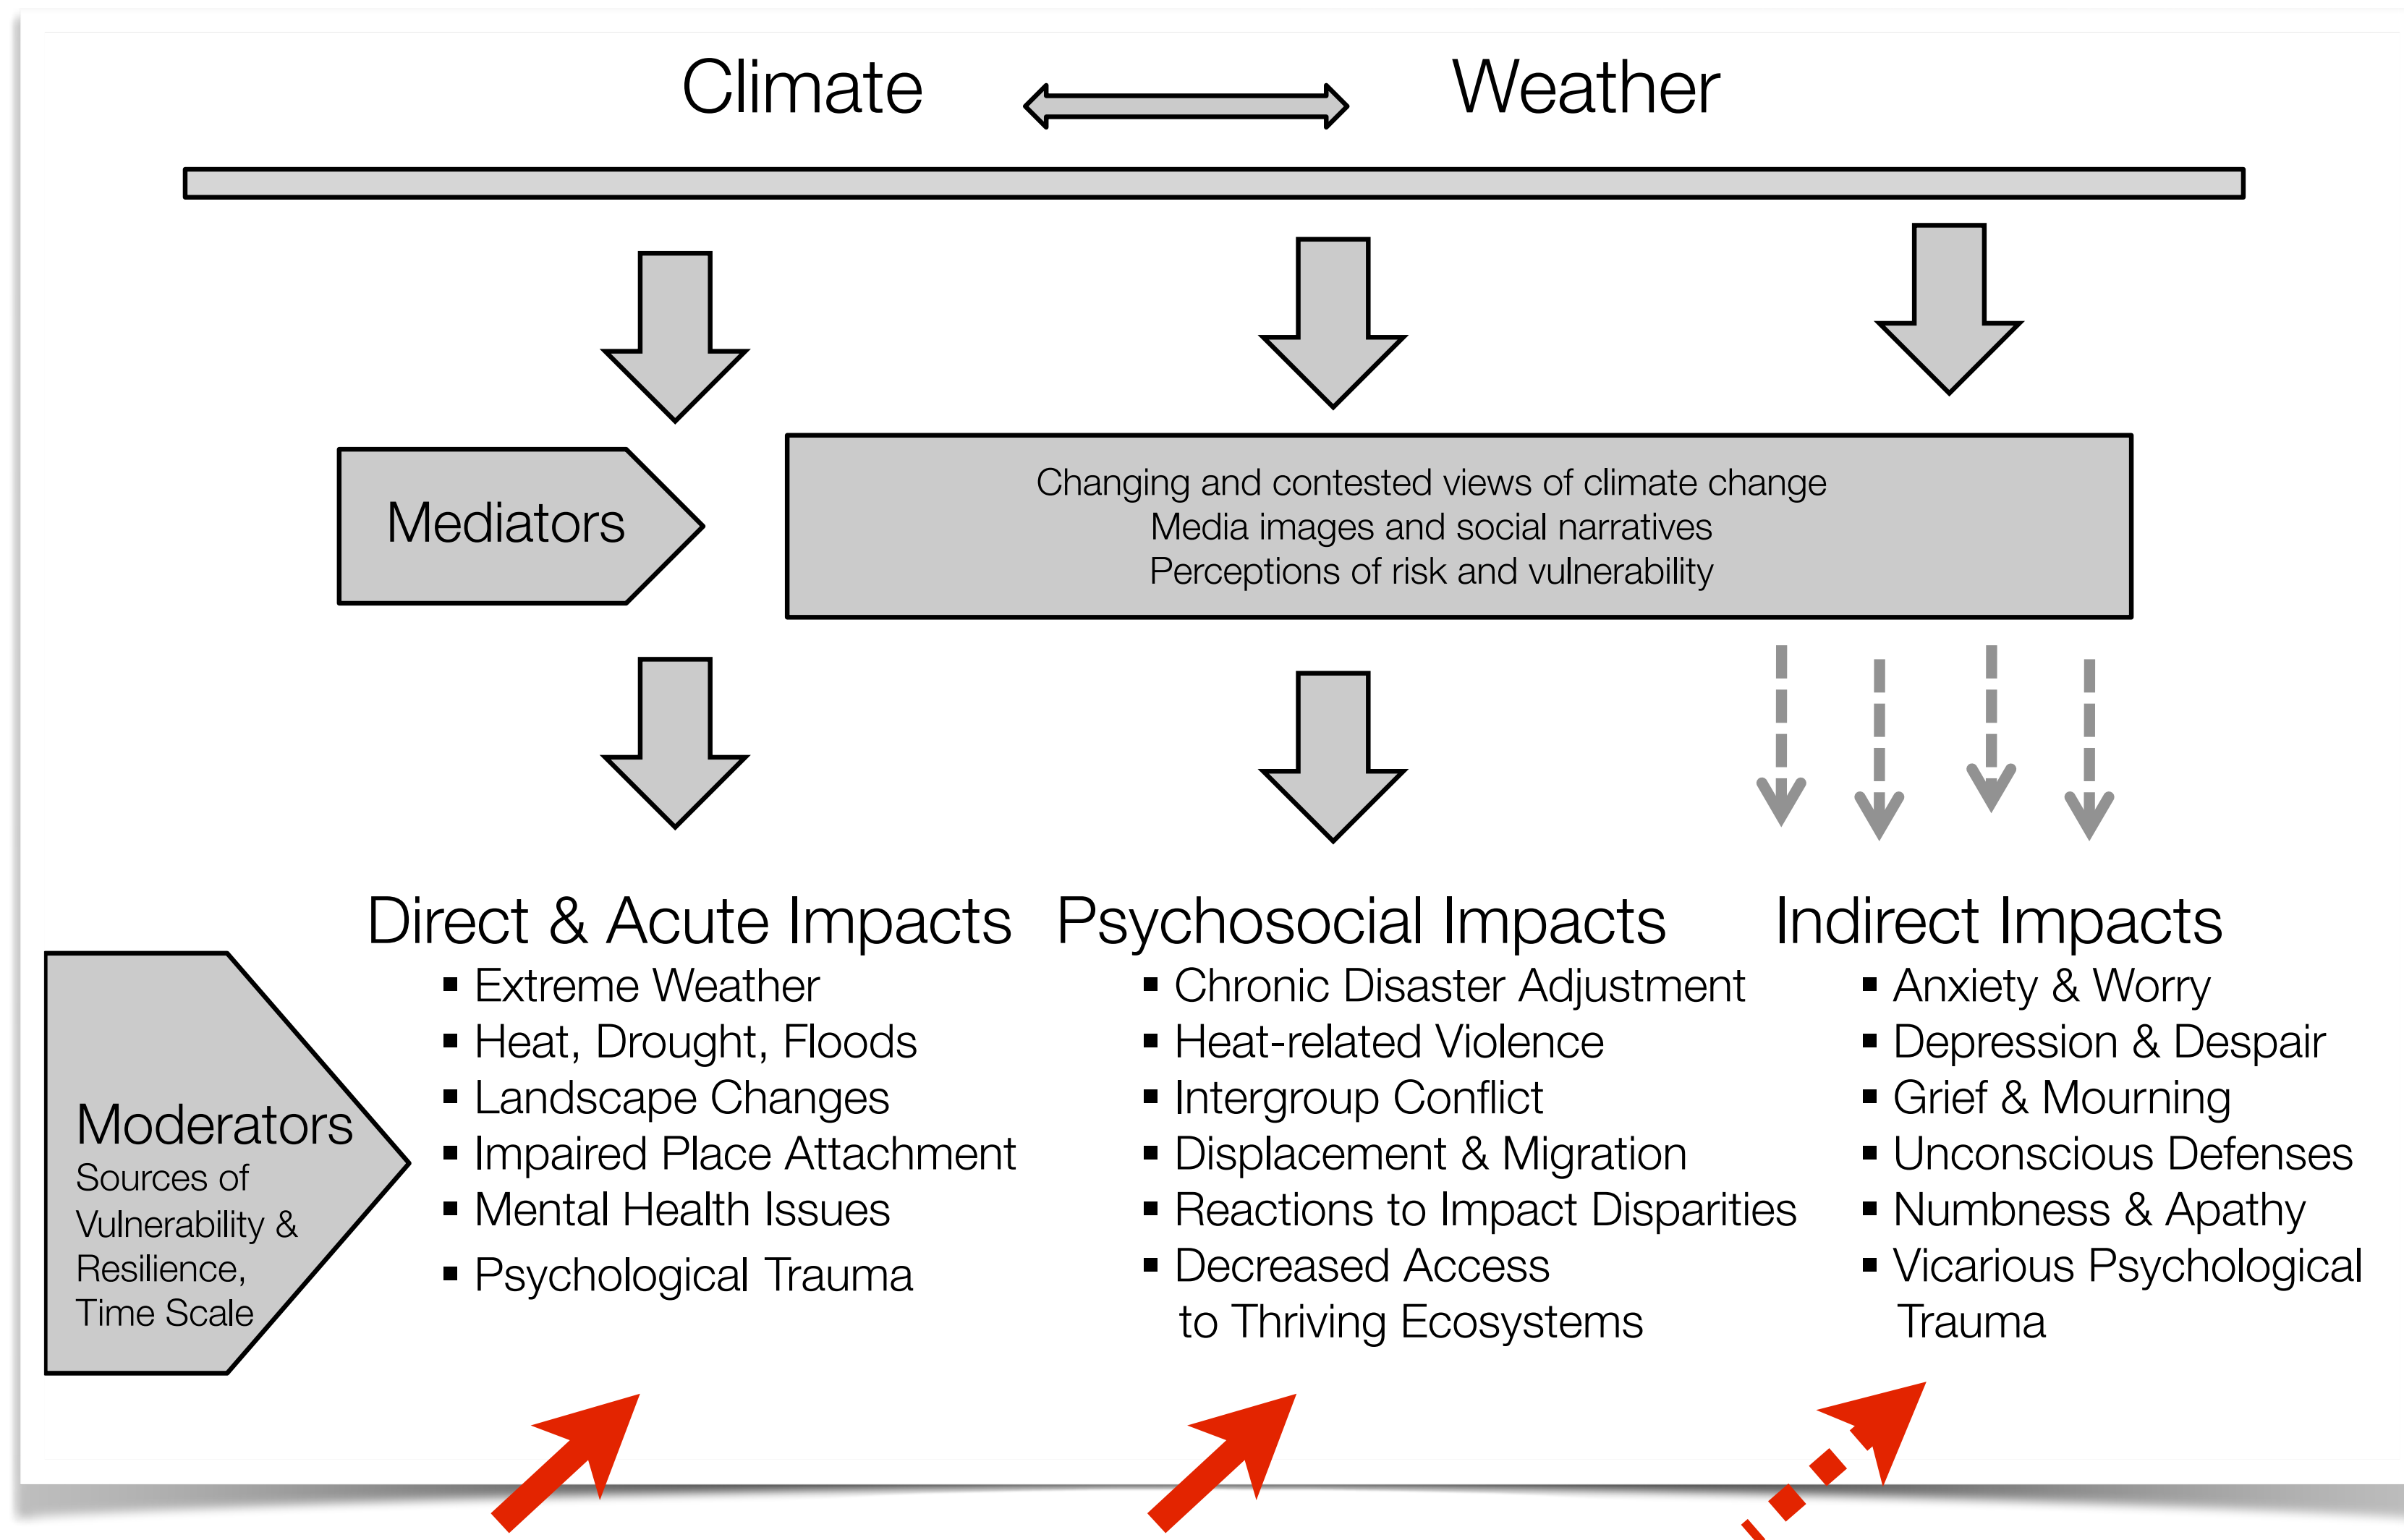 Climate
Weather
Mediators
Changing and contested views of climate change
Media images and social narratives
Perceptions of risk and vulnerability
Moderators
Sources of
Vulnerability &
Resilience,
Time Scale
Direct & Acute Impacts
▪ Extreme Weather
▪ Heat, Drought, Floods
▪ Landscape Changes
▪ Impaired Place Attachment
▪ Mental Health Issues
▪ Psychological Trauma
Psychosocial Impacts
▪ Chronic Disaster Adjustment
▪ Heat-related Violence
▪ Intergroup Conflict
▪ Displacement & Migration
▪ Reactions to Impact Disparities
▪ Decreased Access
to Thriving Ecosystems
Indirect Impacts
▪ Anxiety & Worry
▪ Depression & Despair
▪ Grief & Mourning
▪ Unconscious Defenses
▪ Numbness & Apathy
▪ Vicarious Psychological
Trauma